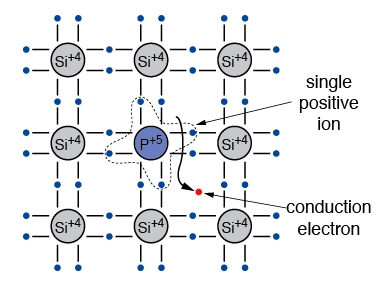 Si+4 Si+4 Si+4
single
positive
ion
Si+4 P+5 Si+4
conduction
electron
Si+4 Si+4 Si+4